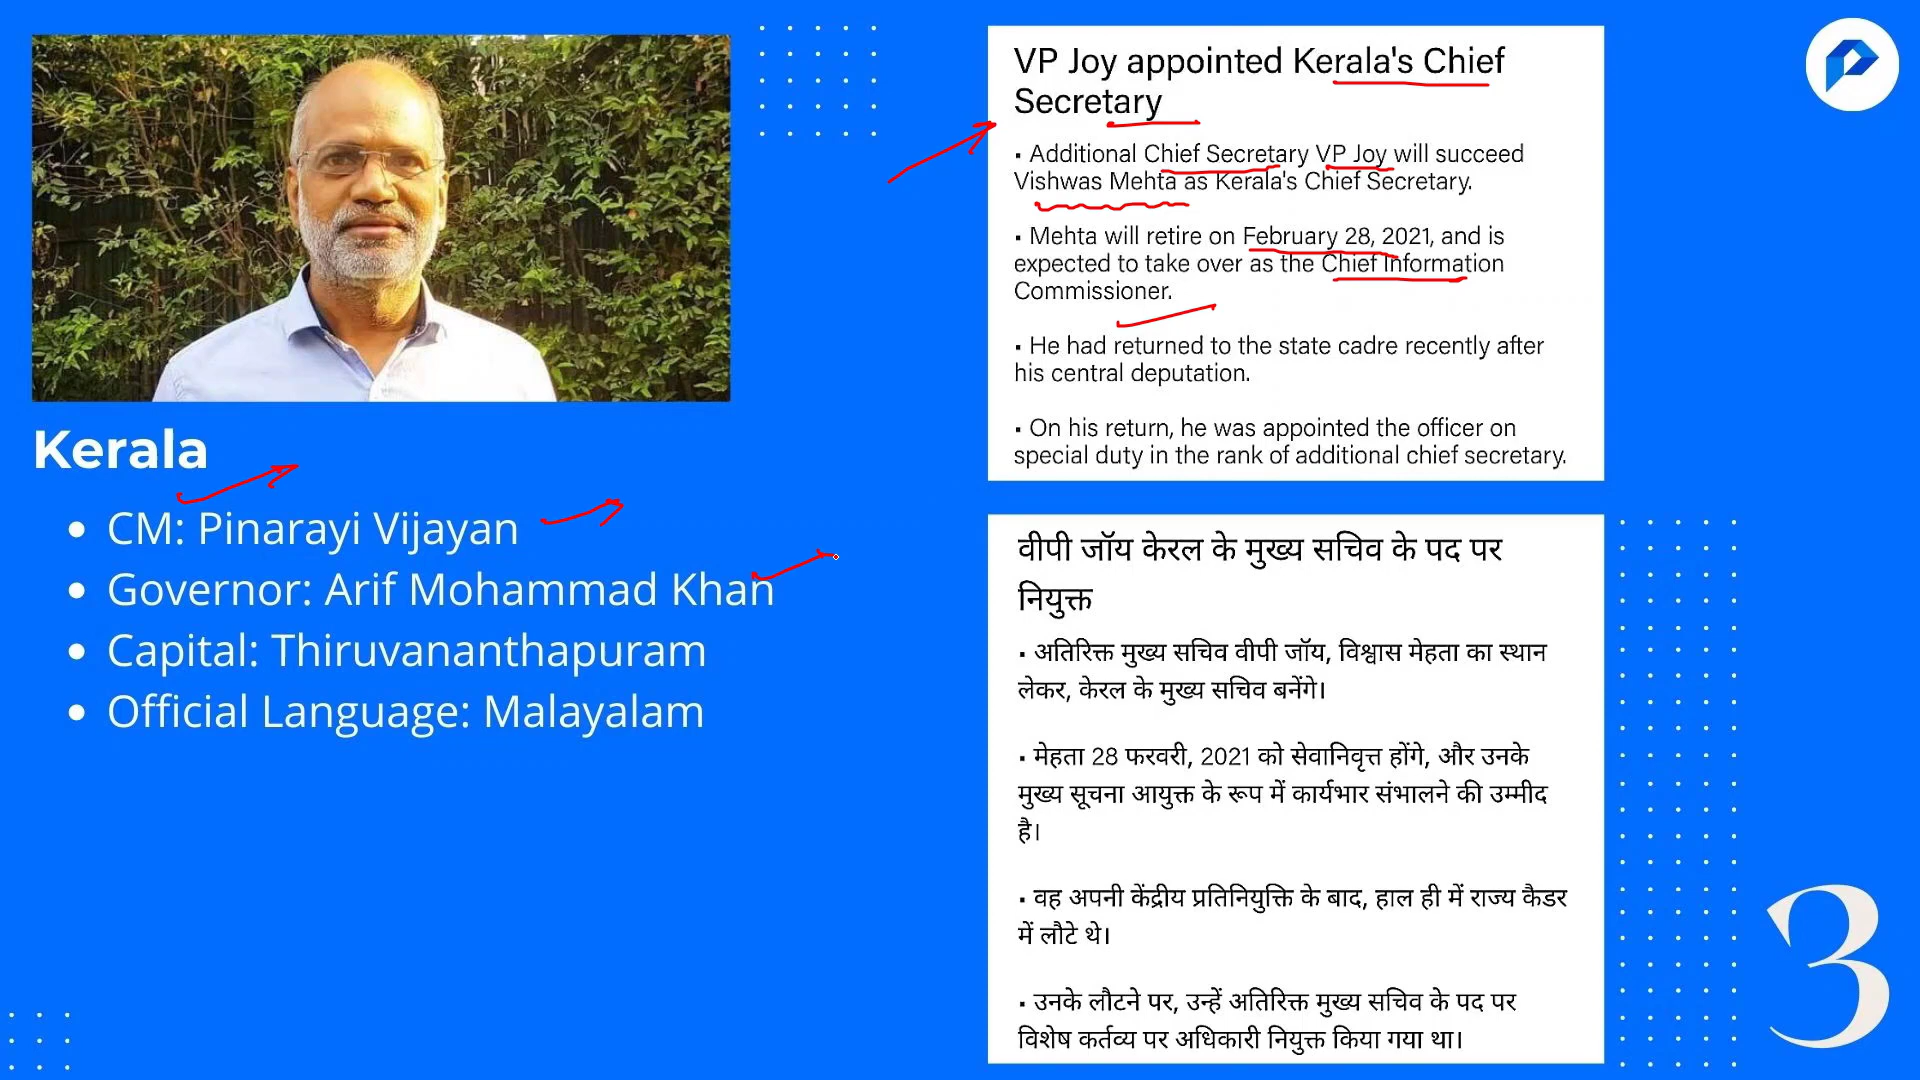 VP Joy appointed Kerala's Chief
Secretary
▪ Additional Chief Secretary VP Joy will succeed
Vishwas Mehta as Kerala's Chief Secretary.
▪ Mehta will retire on February 28, 2021, and is
expected to take over as the Chief Information
Commissioner.
▪ He had returned to the state cadre recently after
his central deputation.
▪ On his return, he was appointed the officer on
special duty in the rank of additional chief secretary.
Kerala
• CM: Pinarayi Vijayan
• Governor: Arif Mohammad Khan
• Capital: Thiruvananthapuram
• Official Language: Malayalam
वीपी जॉय केरल के मुख्य सचिव के पद पर
नियुक्त
▪ अतिरिक्त मुख्य सचिव वीपी जॉय, विश्वास मेहता का स्थान
लेकर, केरल के मुख्य सचिव बनेंगे।
▪ मेहता 28 फरवरी, 2021 को सेवानिवृत्त होंगे, और उनके
मुख्य सूचना आयुक्त के रूप में कार्यभार संभालने की उम्मीद
है।
▪ वह अपनी केंद्रीय प्रतिनियुक्ति के बाद, हाल ही में राज्य कैडर
में लौटे थे।
▪ उनके लौटने पर, उन्हें अतिरिक्त मुख्य सचिव के पद पर
विशेष कर्तव्य पर अधिकारी नियुक्त किया गया था।
3